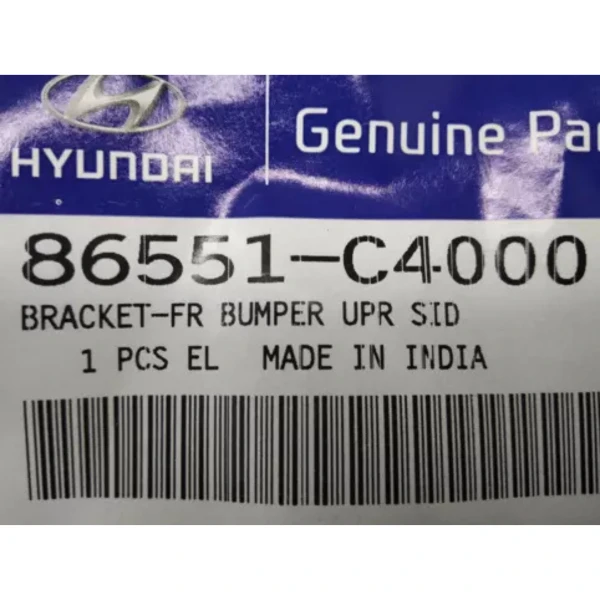 HYUNDAI
Genuine Pa
86551-C4000
BRACKET-FR BUMPER UPR SID
1 PCS EL MADE IN INDIA